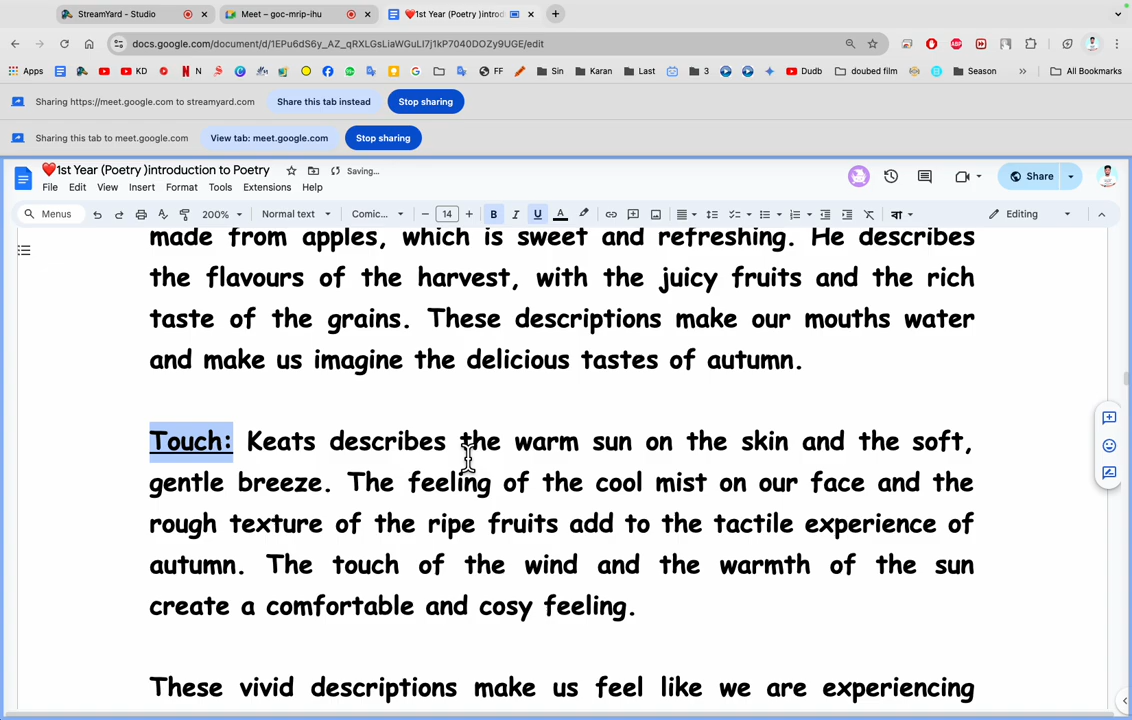 StreamYard - Studio
Meet – goc-mrip-ihu
❤️1st Year (Poetry )introd
docs.google.com/document/d/1EPu6dS6y_AZ_qRXLGsLiaWGuLI7j1kP7040DOZy9UGE/edit
Apps
KD
N
FF
Sin
Karan
Last
3
Dudb
doubed film
Season
All Bookmarks
Sharing https://meet.google.com to streamyard.com
Share this tab instead
Stop sharing
Sharing this tab to meet.google.com
View tab: meet.google.com
Stop sharing
❤️1st Year (Poetry )introduction to Poetry
Saving...
File Edit View Insert Format Tools Extensions Help
Share
Menus
200%
Normal text
Comic...
14
B I U A
বা
Editing
made from apples, which is sweet and refreshing. He describes
the flavours of the harvest, with the juicy fruits and the rich
taste of the grains. These descriptions make our mouths water
and make us imagine the delicious tastes of autumn.
Touch: Keats describes the warm sun on the skin and the soft,
gentle breeze. The feeling of the cool mist on our face and the
rough texture of the ripe fruits add to the tactile experience of
autumn. The touch of the wind and the warmth of the sun
create a comfortable and cosy feeling.
These vivid descriptions make us feel like we are experiencing